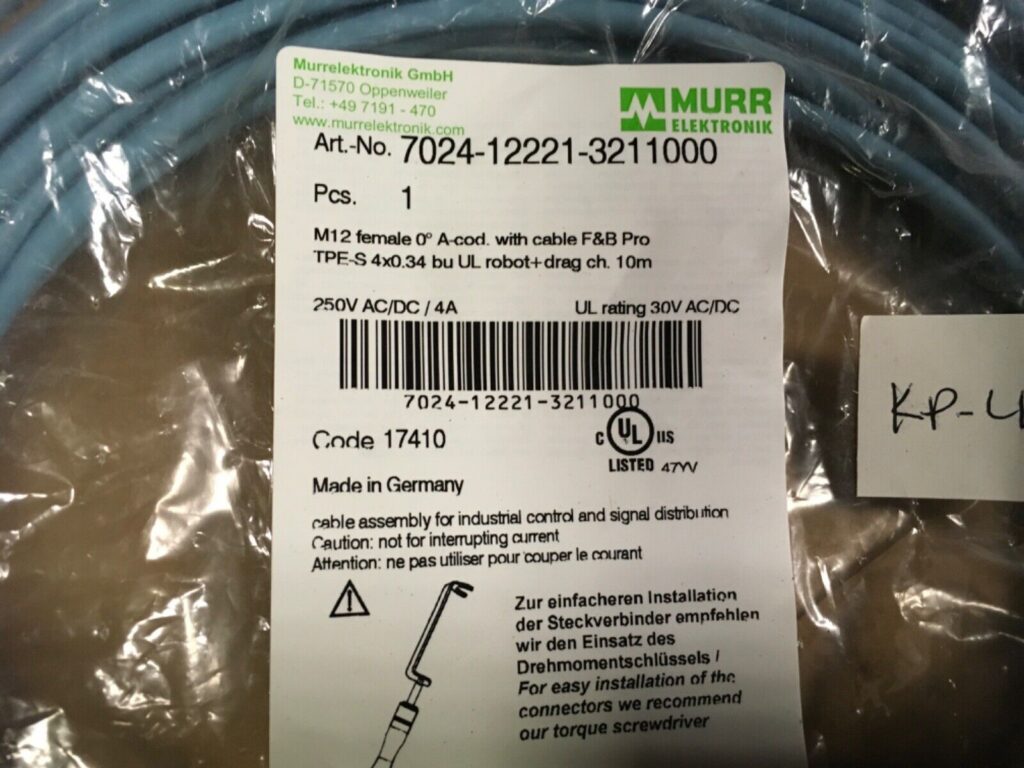 Murrelektronik GmbH
D-71570 Oppenweiler
Tel.: +49 7191 - 470
www.murrelektronik.com
MURR
ELEKTRONIK
Art.-No. 7024-12221-3211000
Pcs. 1
M12 female 0° A-cod. with cable F&B Pro
TPE-S 4x0.34 bu UL robot+drag ch. 10m
250V AC/DC / 4A UL rating 30V AC/DC
7024-12221-3211000
Code 17410
C UL US
LISTED
Made in Germany
cable assembly for industrial control and signal distribution
Caution: not for interrupting current
Attention: ne pas utiliser pour couper le courant
Zur einfacheren Installation
der Steckverbinder empfehlen
wir den Einsatz des
Drehmomentschlüssels /
For easy installation of the
connectors we recommend
our torque screwdriver
KP-